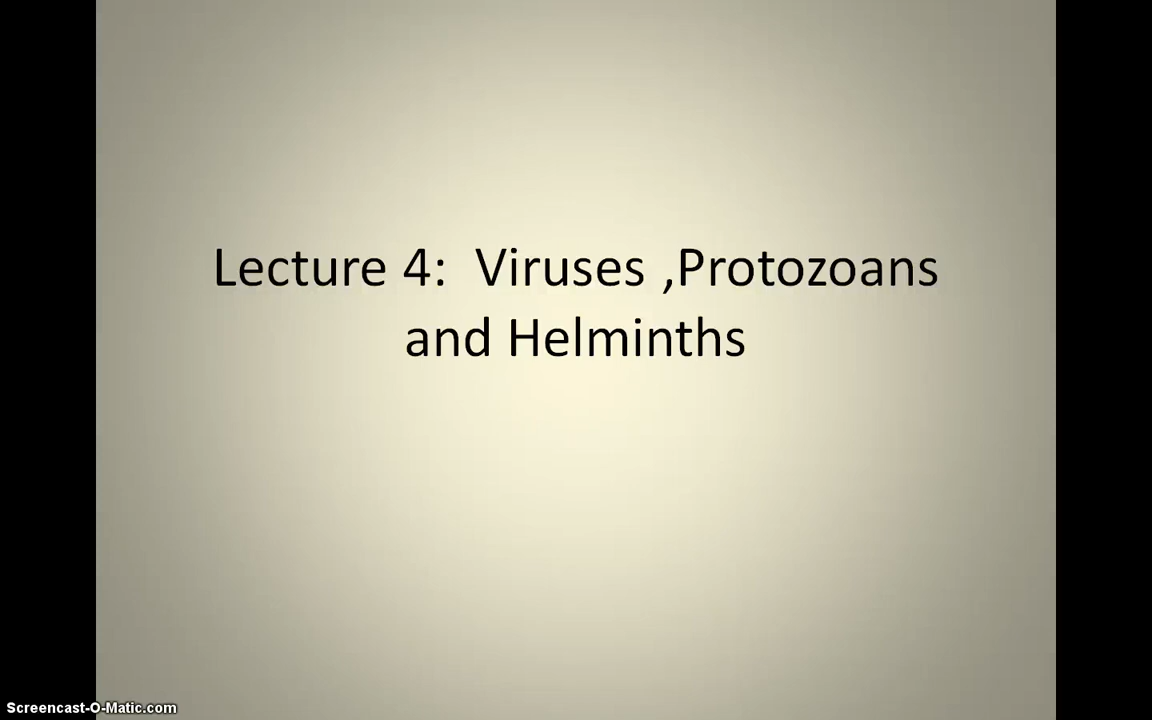 Lecture 4:  Viruses ,Protozoans
and Helminths
Screencast-O-Matic.com